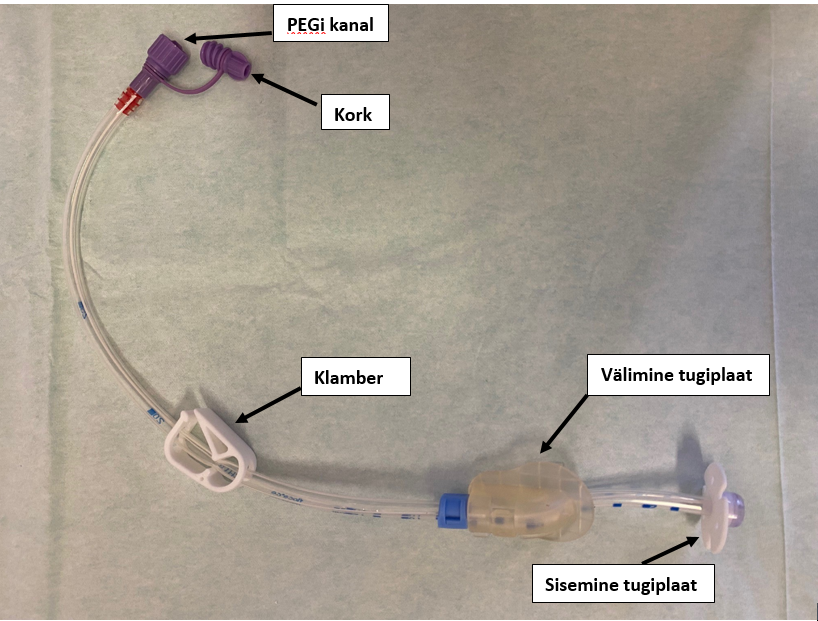 PEGi kanal
Kork
Klamber
Välimine tugiplaat
Sisemine tugiplaat